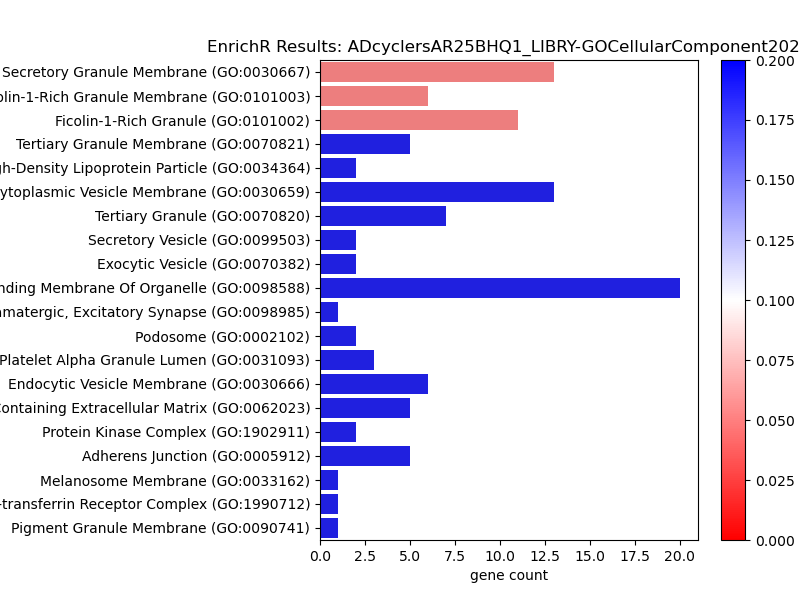 EnrichR Results: ADcyclersAR25BHQ1_LIBRY-GOCellularComponent202
Secretory Granule Membrane (GO:0030667)
olin-1-Rich Granule Membrane (GO:0101003)
Ficolin-1-Rich Granule (GO:0101002)
Tertiary Granule Membrane (GO:0070821)
gh-Density Lipoprotein Particle (GO:0034364)
ytoplasmic Vesicle Membrane (GO:0030659)
Tertiary Granule (GO:0070820)
Secretory Vesicle (GO:0099503)
Exocytic Vesicle (GO:0070382)
nding Membrane Of Organelle (GO:0098588)
amatergic, Excitatory Synapse (GO:0098985)
Podosome (GO:0002102)
Platelet Alpha Granule Lumen (GO:0031093)
Endocytic Vesicle Membrane (GO:0030666)
Containing Extracellular Matrix (GO:0062023)
Protein Kinase Complex (GO:1902911)
Adherens Junction (GO:0005912)
Melanosome Membrane (GO:0033162)
-transferrin Receptor Complex (GO:1990712)
Pigment Granule Membrane (GO:0090741)
0.0 2.5 5.0 7.5 10.0 12.5 15.0 17.5 20.0
gene count
0.200
0.175
0.150
0.125
0.100
0.075
0.050
0.025
0.000